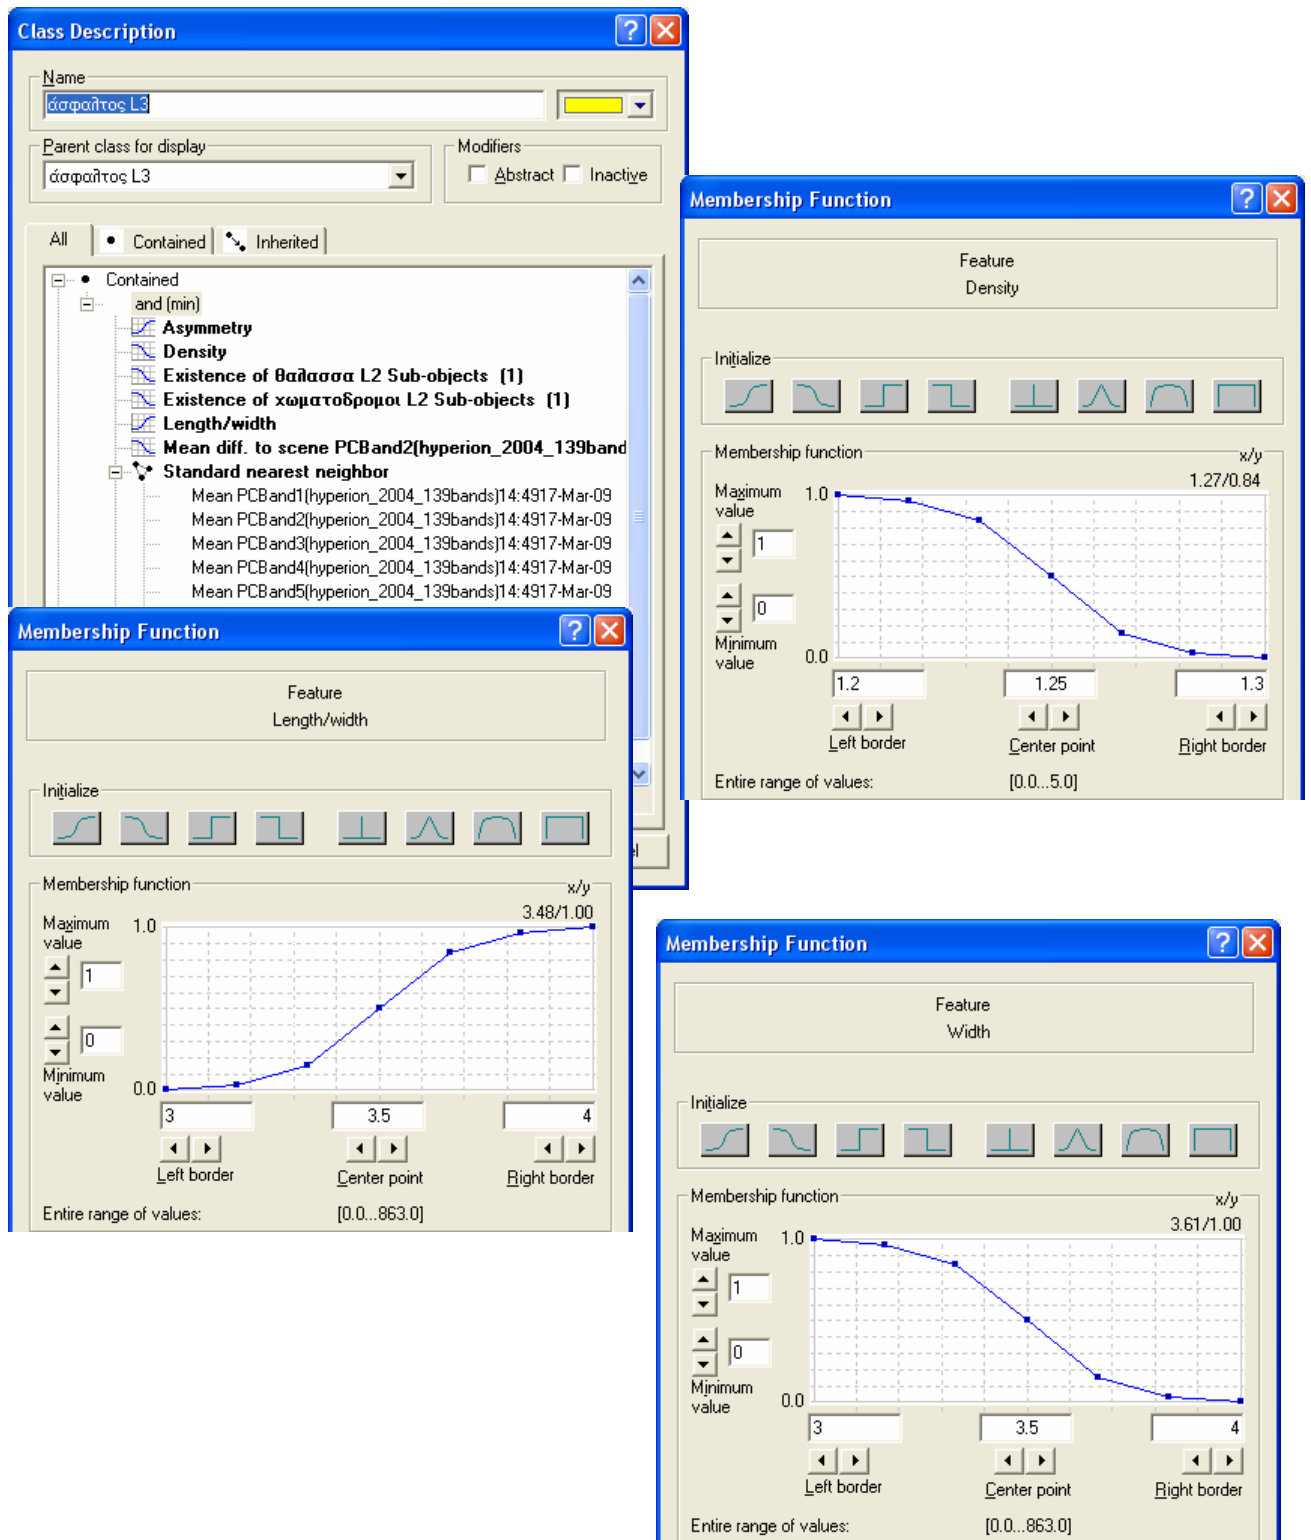 Class Description
Name
άσφαλτος L3
Parent class for display
άσφαλτος L3
Modifiers
Abstract
Inactive
All
Contained
Inherited
Contained
and (min)
Asymmetry
Density
Existence of θαλασσα L2 Sub-objects (1)
Existence of χωματοδρομοι L2 Sub-objects (1)
Length/width
Mean diff. to scene PCBand2(hyperion_2004_139band
Standard nearest neighbor
Mean PCBand1(hyperion_2004_139bands)14:4917-Mar-09
Mean PCBand2(hyperion_2004_139bands)14:4917-Mar-09
Mean PCBand3(hyperion_2004_139bands)14:4917-Mar-09
Mean PCBand4(hyperion_2004_139bands)14:4917-Mar-09
Mean PCBand5(hyperion_2004_139bands)14:4917-Mar-09
Membership Function
Feature
Density
Initialize
Membership function
x/y
1.27/0.84
Maximum
value
1.0
1
0
Minimum
value
0.0
1.2
1.25
1.3
Left border
Center point
Right border
Entire range of values:
[0.0...5.0]
Membership Function
Feature
Length/width
Initialize
Membership function
x/y
3.48/1.00
Maximum
value
1.0
1
0
Minimum
value
0.0
3
3.5
4
Left border
Center point
Right border
Entire range of values:
[0.0...863.0]
Membership Function
Feature
Width
Initialize
Membership function
x/y
3.61/1.00
Maximum
value
1.0
1
0
Minimum
value
0.0
3
3.5
4
Left border
Center point
Right border
Entire range of values:
[0.0...863.0]